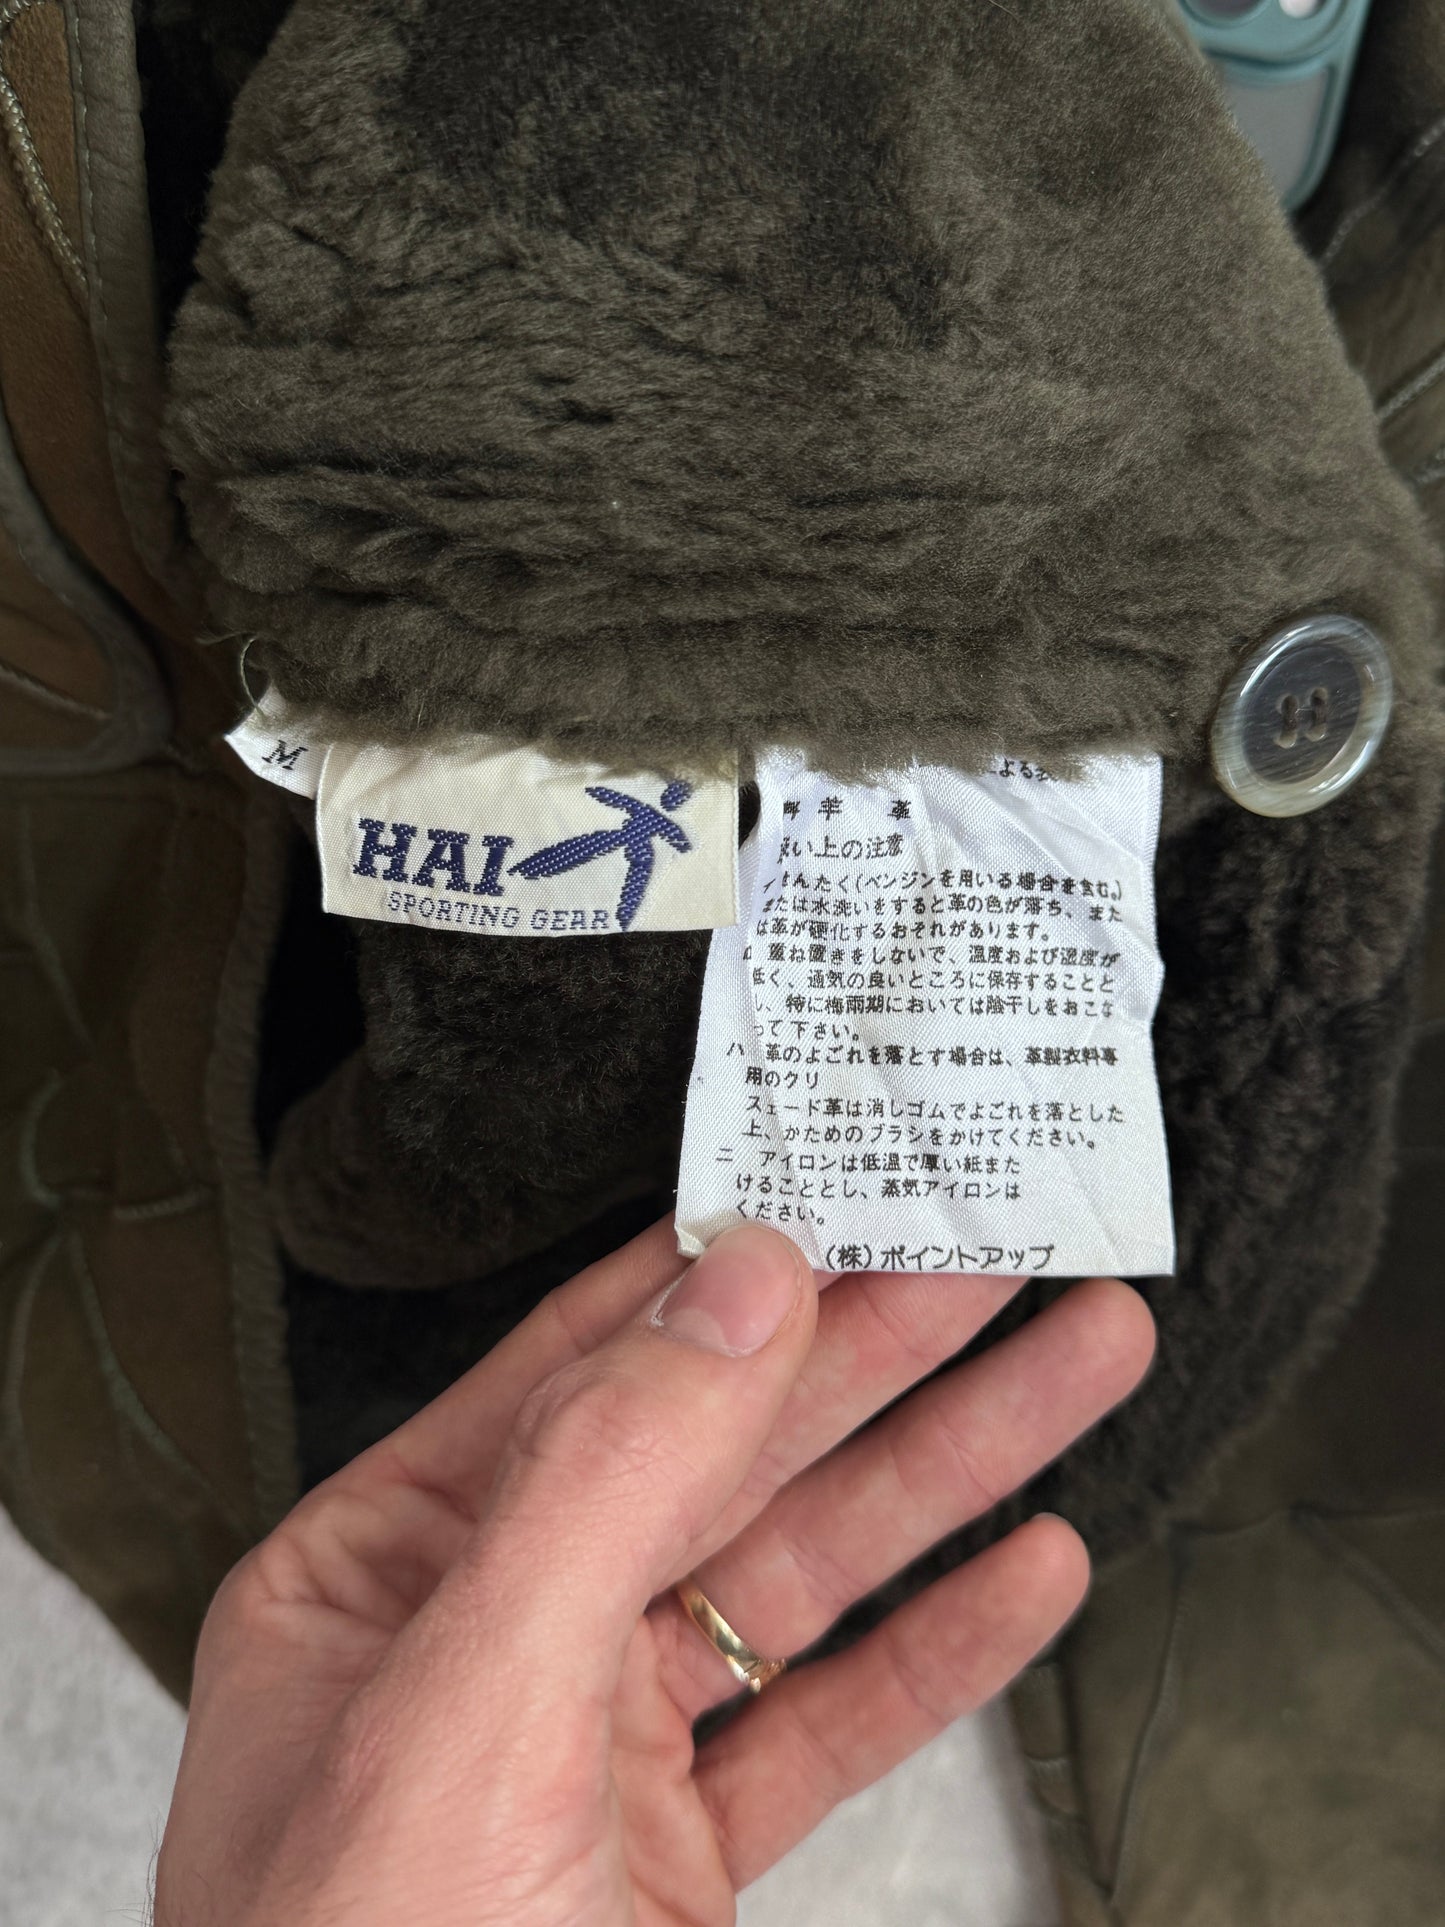 M
HAI
SPORTING GEAR
よる表
料 羊 革
扱い上の注意
イ せんたく(ベンジンを用いる場合を含む。)
または水洗いをすると革の色が落ち、また
は革が硬化するおそれがあります。
ロ 重ね置きをしないで、温度および湿度が
低く、通気の良いところに保存することと
し、特に梅雨期においては陰干しをおこな
って下さい。
ハ 革のよごれを落とす場合は、革製衣料専
用のクリ
スェード革は消しゴムでよごれを落とした
上、かためのブラシをかけてください。
ニ アイロンは低温で厚い紙また
けることとし、蒸気アイロンは
ください。
(株)ポイントアップ